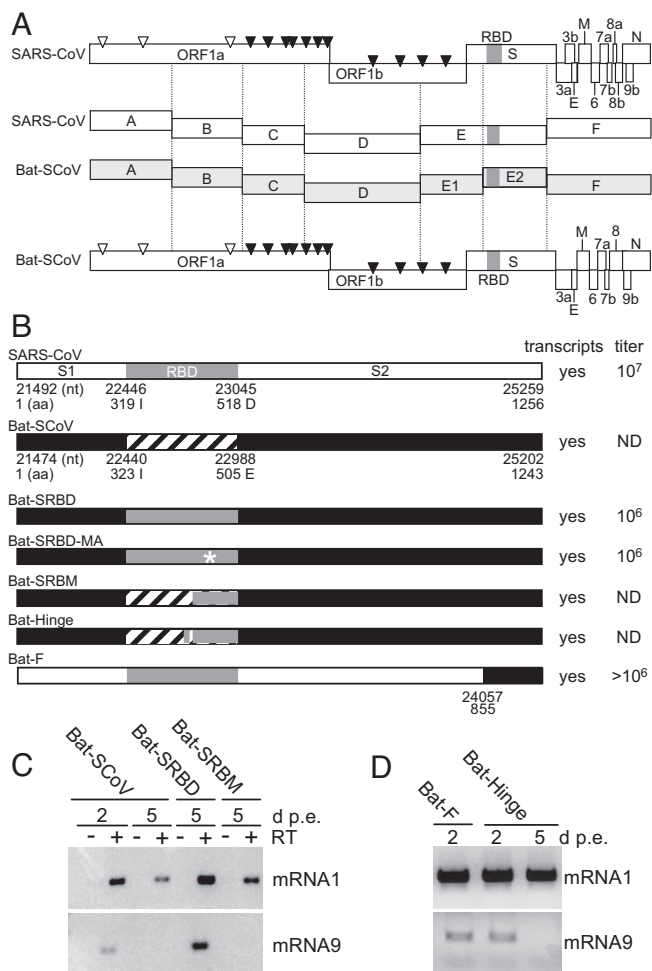 A
RBD
M
8a
3b
7a
N
SARS-CoV
ORF1a
S
ORF1b
3a
7b
9b
E
6
8b
SARS-CoV
A
B
C
D
E
F
Bat-SCoV
A
B
C
D
E1
E2
F
M
8
7a
N
Bat-SCoV
ORF1a
S
ORF1b
RBD
3a
6
7b
9b
E
B
transcripts titer
SARS-CoV
S1 RBD S2
yes 10⁷
21492 (nt) 22446 23045 25259
1 (aa) 319 I 518 D 1256
Bat-SCoV
yes ND
21474 (nt) 22440 22988 25202
1 (aa) 323 I 505 E 1243
Bat-SRBD
yes 10⁶
Bat-SRBD-MA
* yes 10⁶
Bat-SRBM
yes ND
Bat-Hinge
yes ND
Bat-F
yes >10⁶
24057
855
C
Bat-SCoV
Bat-SRBD
Bat-SRBM
2 5 5 5 d p.e.
- + - + - + - + RT
mRNA1
mRNA9
D
Bat-F
Bat-Hinge
2 2 5 d p.e.
mRNA1
mRNA9